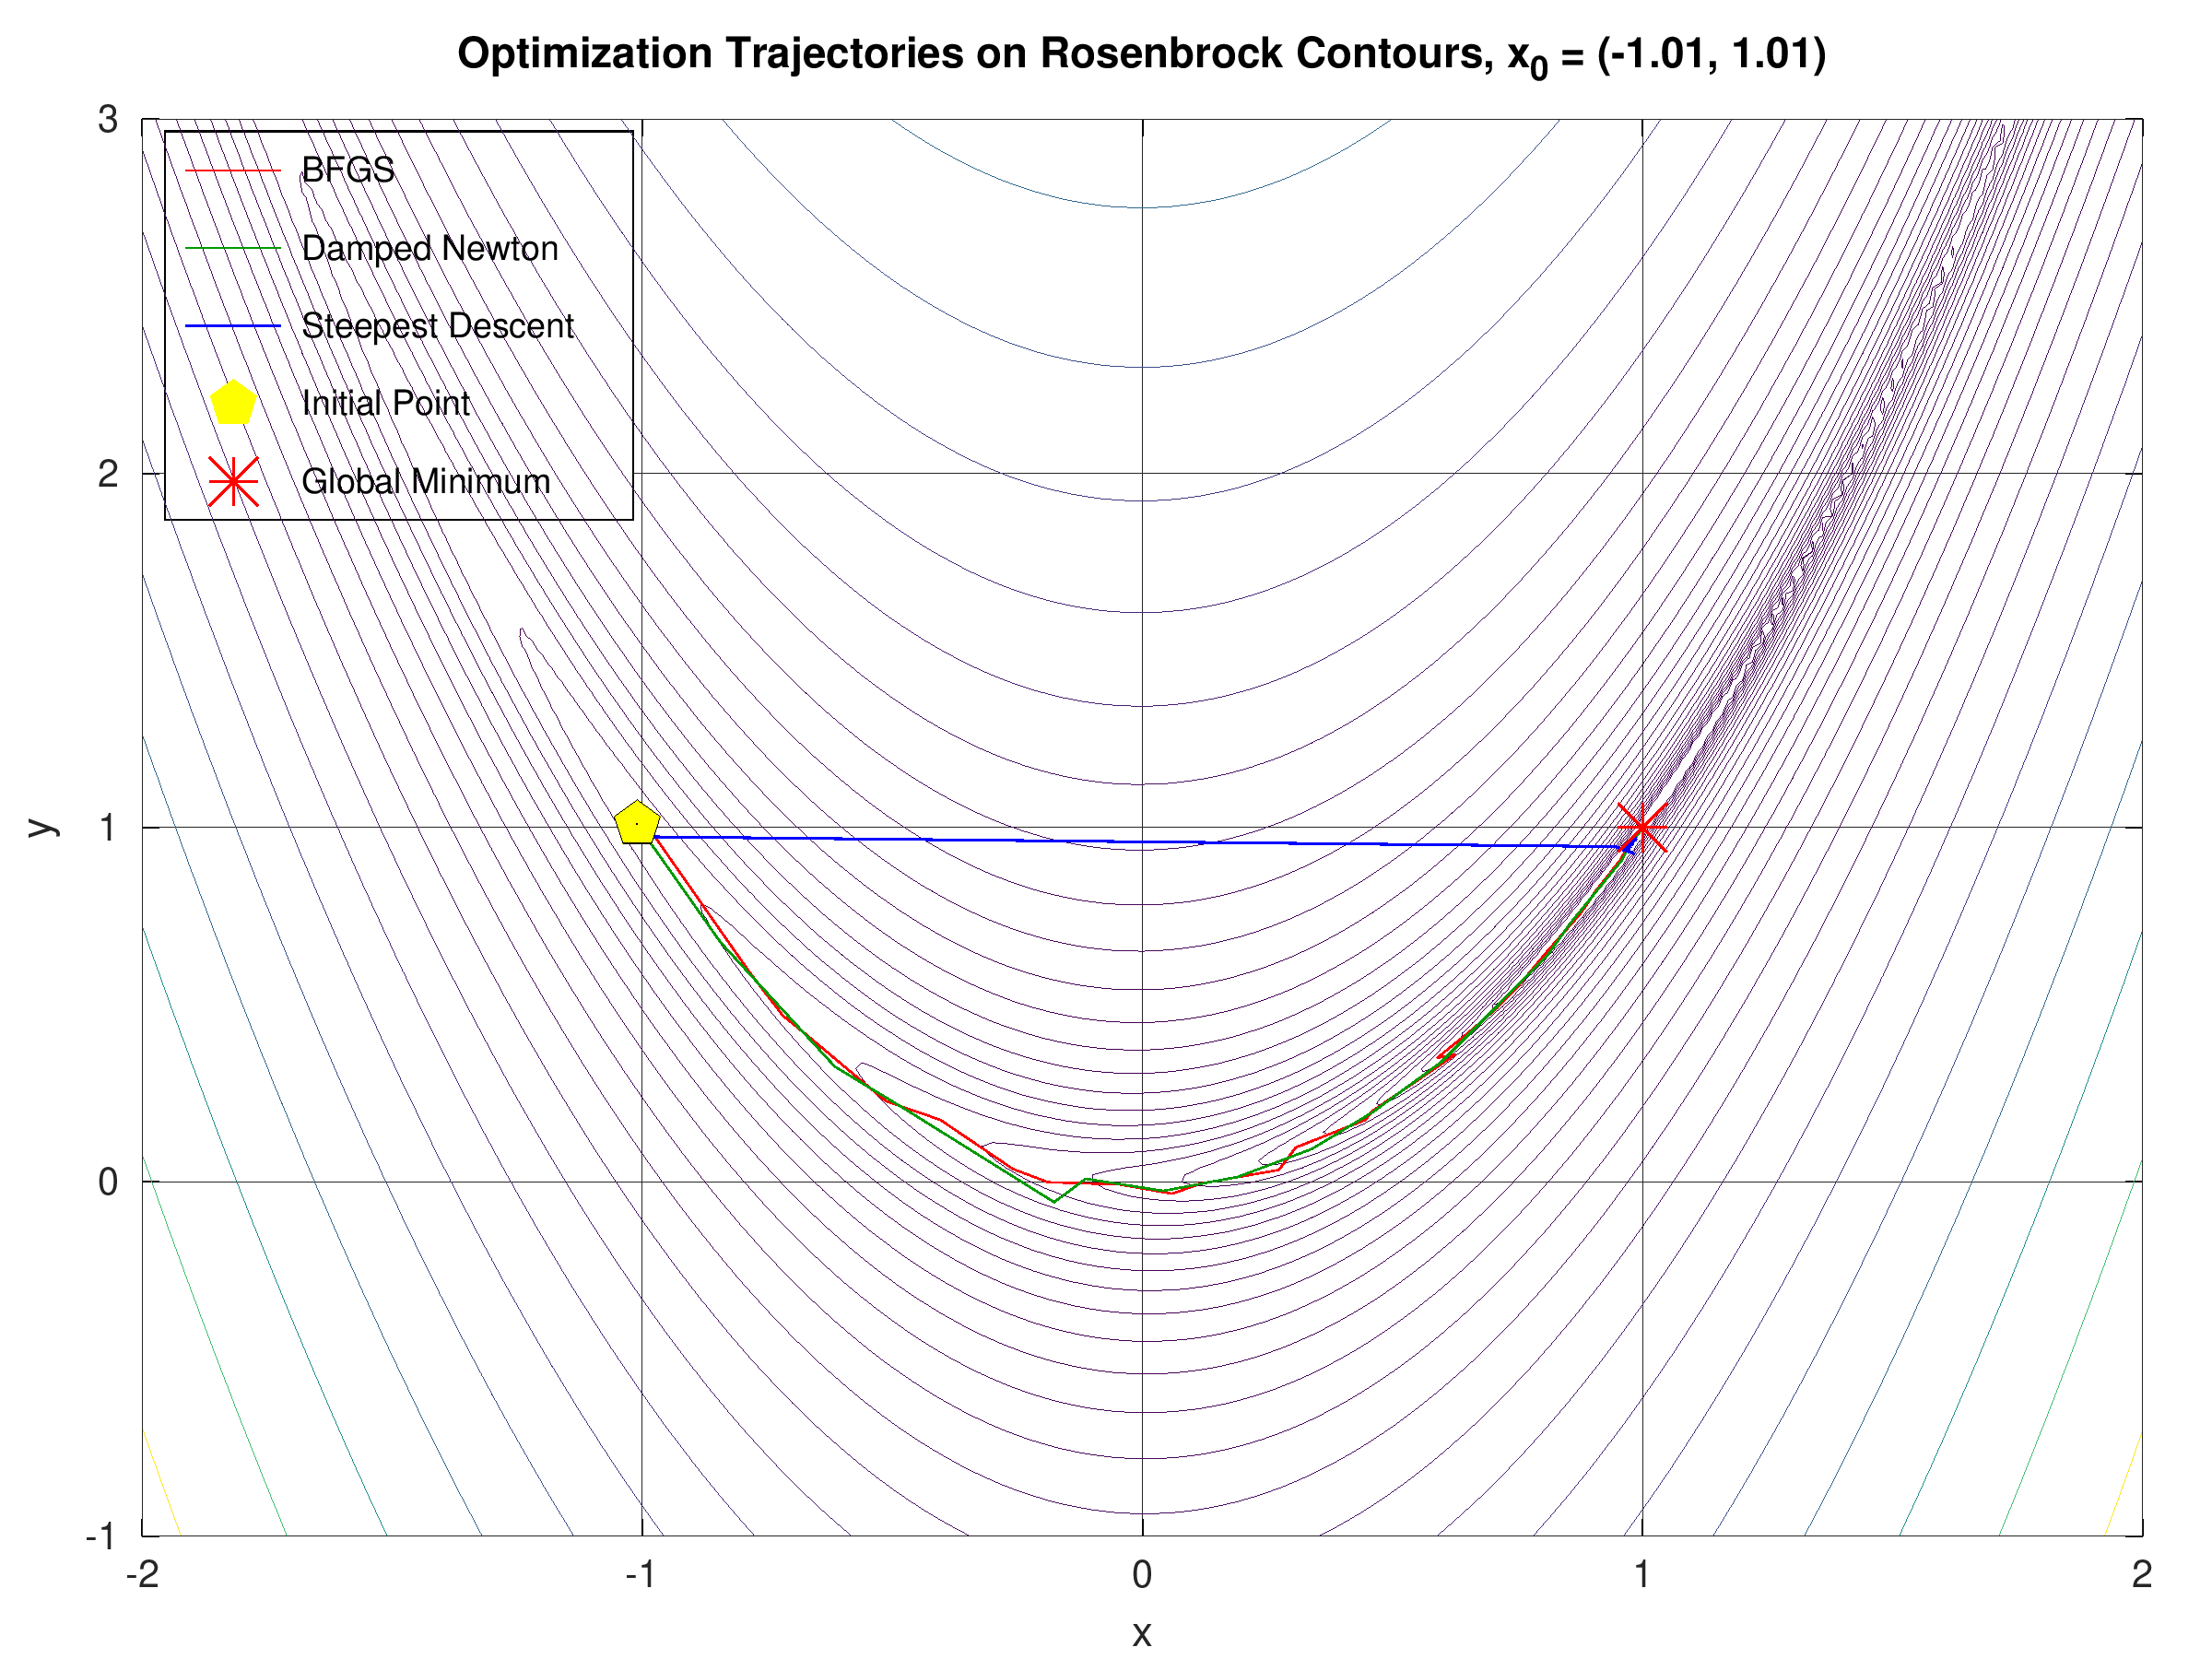 Optimization Trajectories on Rosenbrock Contours, x₀ = (-1.01, 1.01)
3
BFGS
Damped Newton
Steepest Descent
Initial Point
Global Minimum
2
1
0
-1
y
-2 -1 0 1 2
x